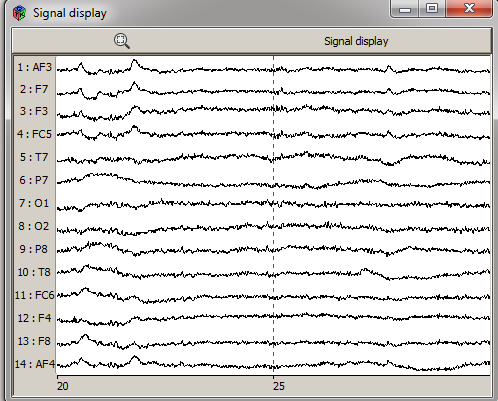 Signal display
Signal display
1 : AF3
2 : F7
3 : F3
4 : FC5
5 : T7
6 : P7
7 : O1
8 : O2
9 : P8
10 : T8
11 : FC6
12 : F4
13 : F8
14 : AF4
20 25